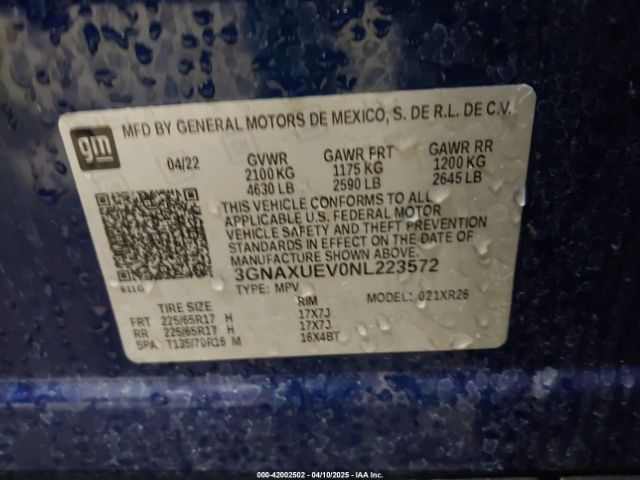 gm
MFD BY GENERAL MOTORS DE MEXICO, S. DE R.L. DE C.V.
04/22 GVWR GAWR FRT GAWR RR
2100 KG 1175 KG 1200 KG
4630 LB 2590 LB 2645 LB
THIS VEHICLE CONFORMS TO ALL
APPLICABLE U.S. FEDERAL MOTOR
VEHICLE SAFETY AND THEFT PREVENTION
STANDARDS IN EFFECT ON THE DATE OF
MANUFACTURE SHOWN ABOVE.
3GNAXUEV0NL223572
811G TYPE: MPV MODEL: 021XR26
TIRE SIZE RIM
FRT 225/65R17 H 17X7J
RR 225/65R17 H 17X7J
SPA T135/70R16 M 16X4BT
000-42002502 04/10/2025 IAA Inc.